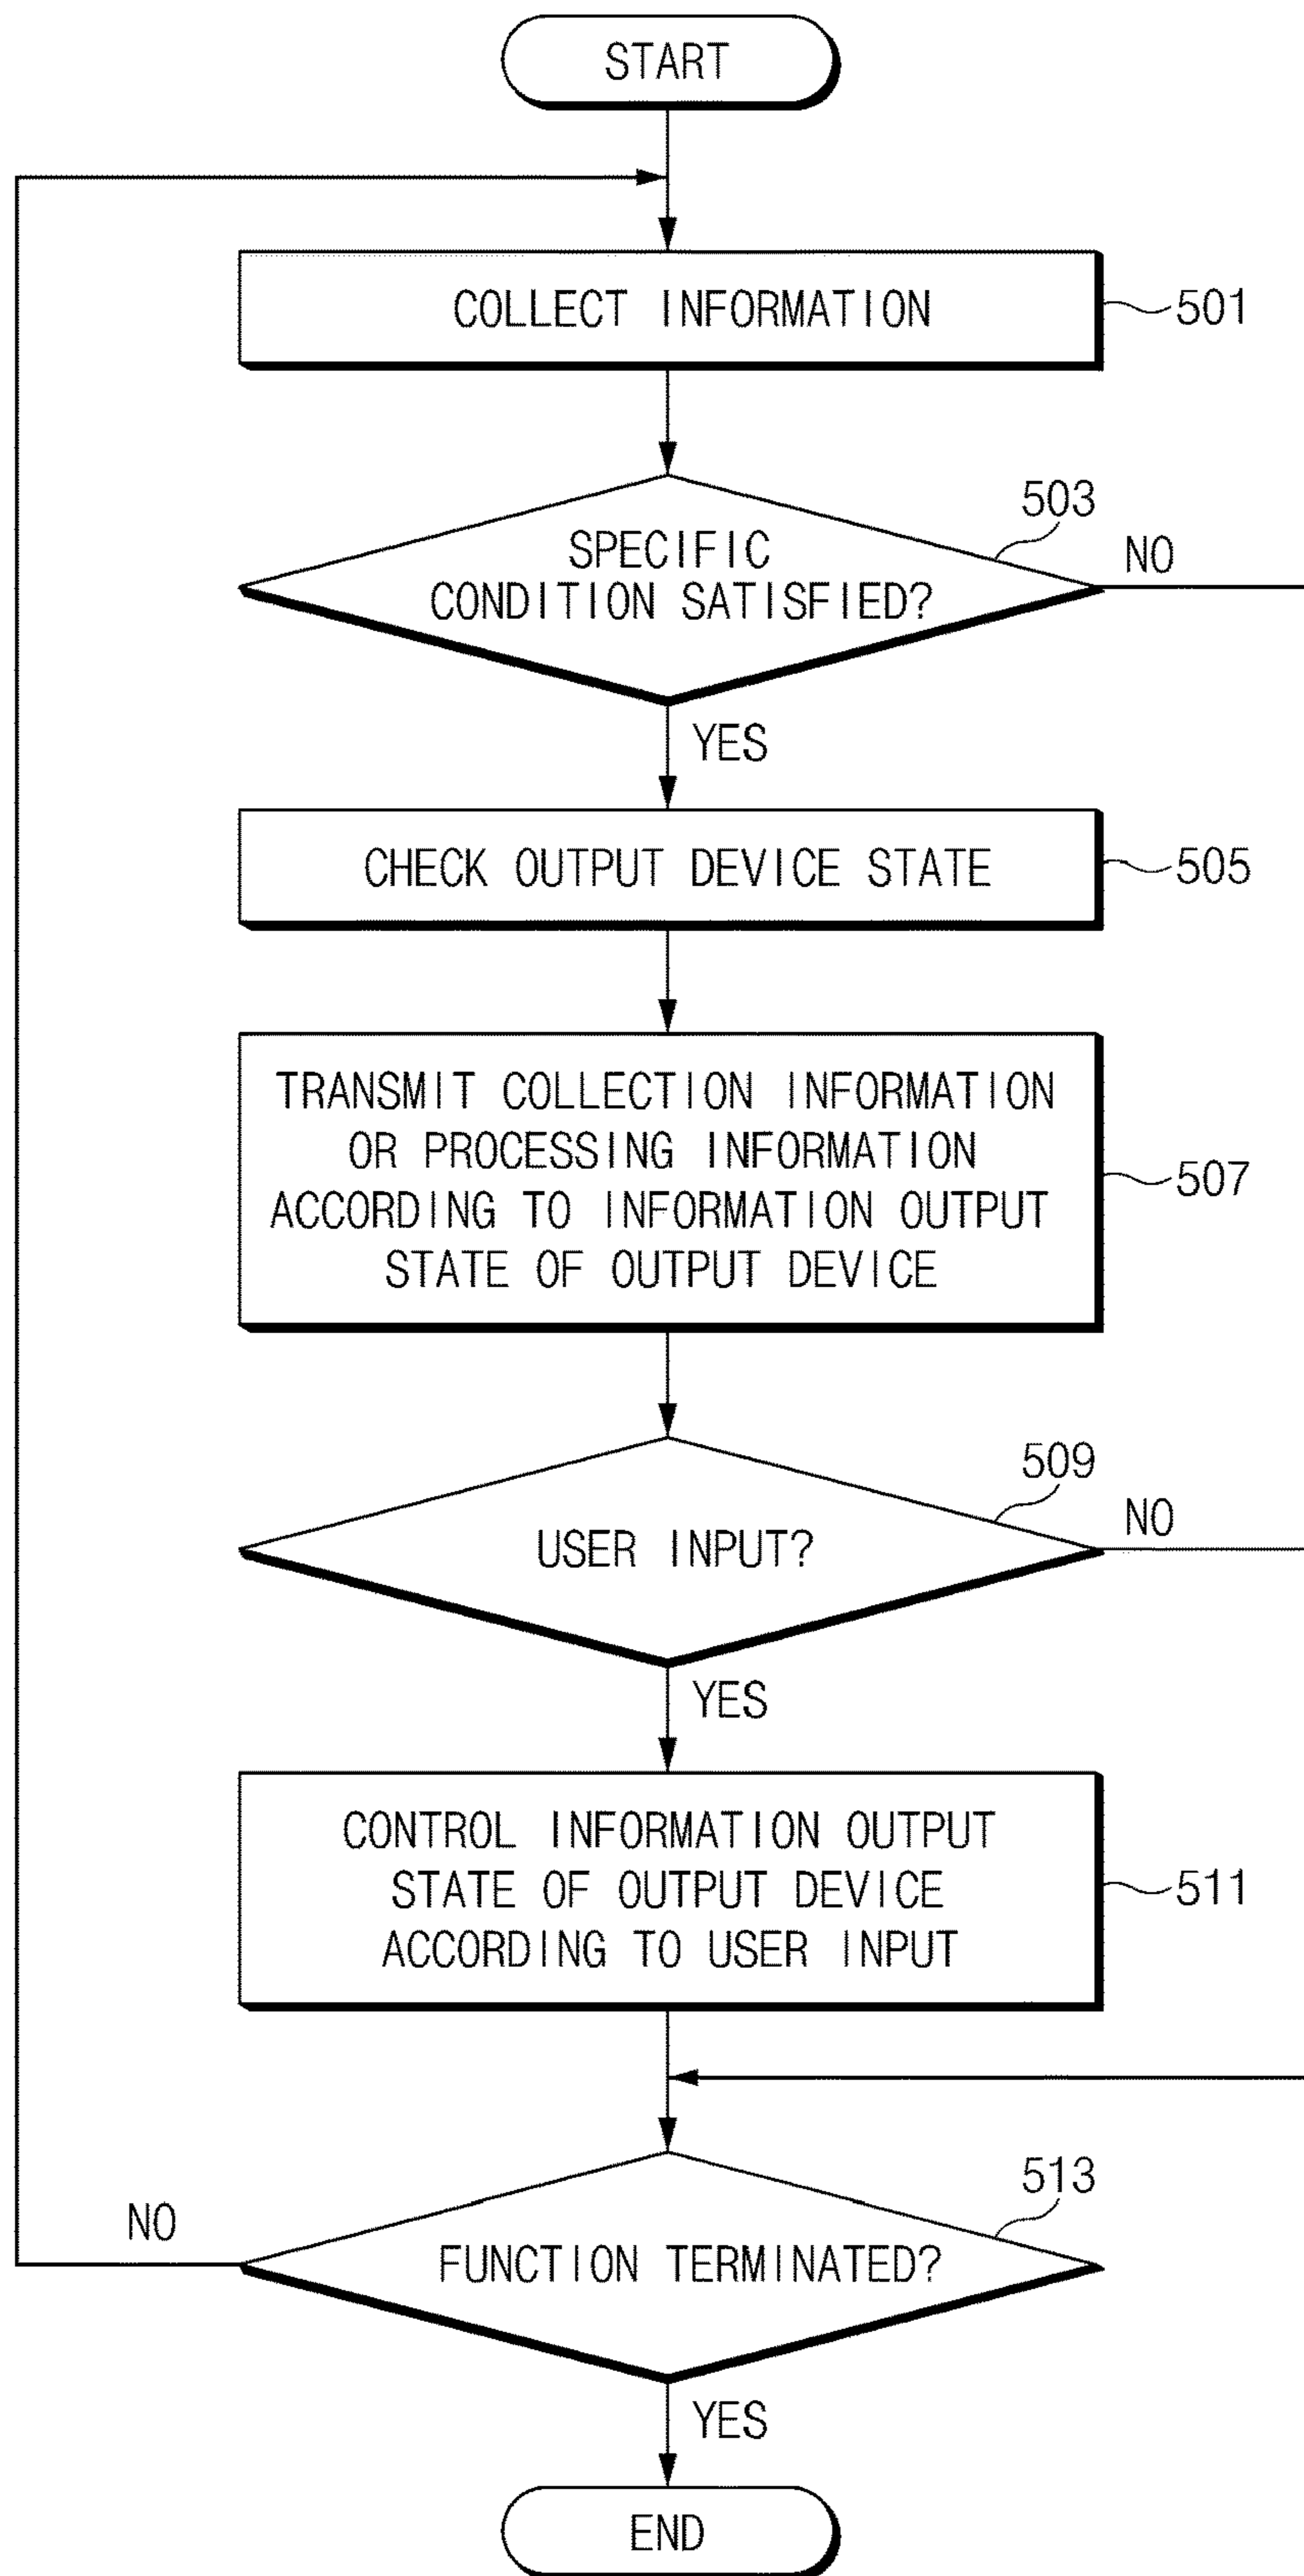 START
COLLECT INFORMATION
501
503
SPECIFIC
CONDITION SATISFIED?
NO
YES
CHECK OUTPUT DEVICE STATE
505
TRANSMIT COLLECTION INFORMATION
OR PROCESSING INFORMATION
ACCORDING TO INFORMATION OUTPUT
STATE OF OUTPUT DEVICE
507
509
USER INPUT?
NO
YES
CONTROL INFORMATION OUTPUT
STATE OF OUTPUT DEVICE
ACCORDING TO USER INPUT
511
513
NO
FUNCTION TERMINATED?
YES
END